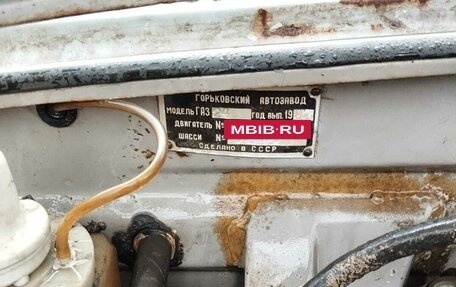 ГОРЬКОВСКИЙ АВТОЗАВОД
МОДЕЛЬ ГАЗ ГОД ВЫП. 19
ДВИГАТЕЛЬ №
MBIB·RU
ШАССИ №
СДЕЛАНО В СССР